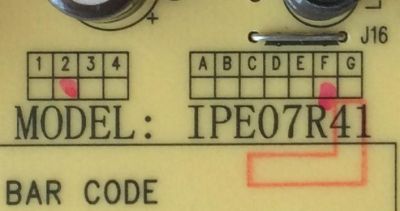 J16
1 2 3 4 A B C D E F G
MODEL: IPE07R41
BAR CODE